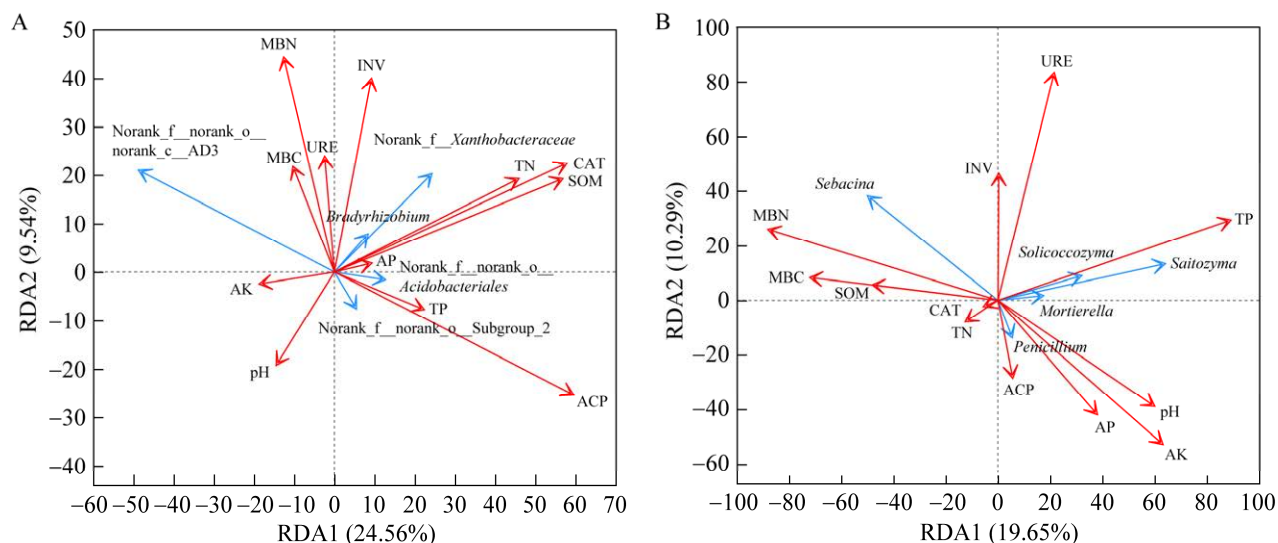 A
50
40
30
20
10
0
−10
−20
−30
−40
−60
−50
−40
−30
−20
−10
0
10
20
30
40
50
60
70
RDA2 (9.54%)
RDA1 (24.56%)
MBN
INV
Norank_f__norank_o__
norank_c__AD3
MBC
URE
Norank_f__Xanthobacteraceae
TN
CAT
SOM
Bradyrhizobium
AP
Norank_f__norank_o__
Acidobacteriales
AK
TP
Norank_f__norank_o__Subgroup_2
pH
ACP
B
100
80
60
40
20
0
−20
−40
−60
−100
−80
−60
−40
−20
0
20
40
60
80
100
RDA2 (10.29%)
RDA1 (19.65%)
URE
INV
Sebacina
MBN
TP
Solicoccozyma
Saitozyma
MBC
SOM
CAT
Mortierella
TN
Penicillium
ACP
AP
pH
AK